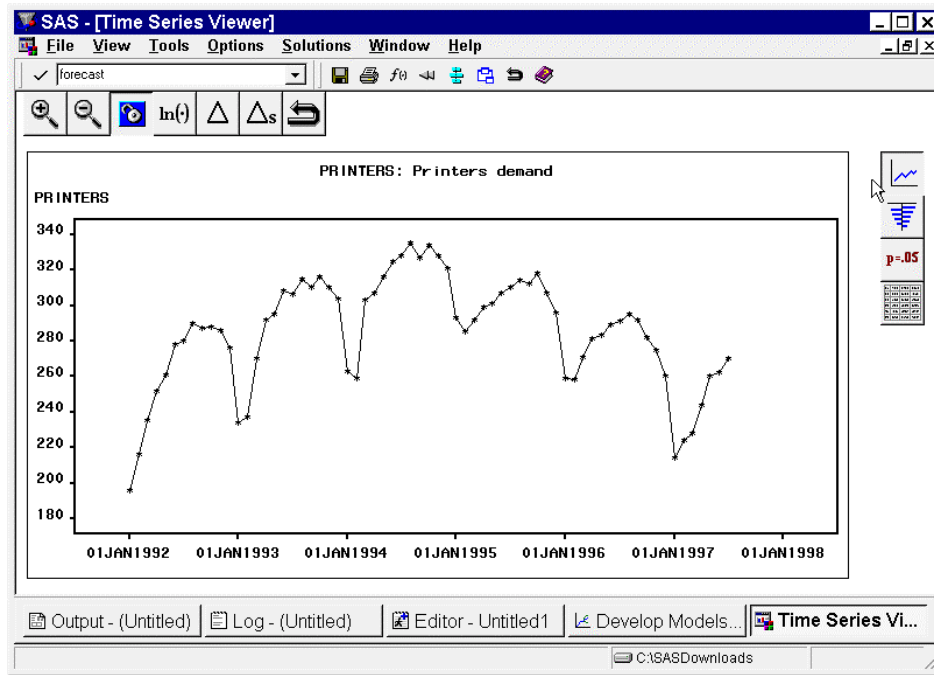 SAS - [Time Series Viewer]
File View Tools Options Solutions Window Help
forecast
ln(·) Δ Δs
PRINTERS: Printers demand
PRINTERS
340
320
300
280
260
240
220
200
180
01JAN1992 01JAN1993 01JAN1994 01JAN1995 01JAN1996 01JAN1997 01JAN1998
p=.05
Output - (Untitled) Log - (Untitled) Editor - Untitled1 Develop Models... Time Series Vi...
C:\SASDownloads